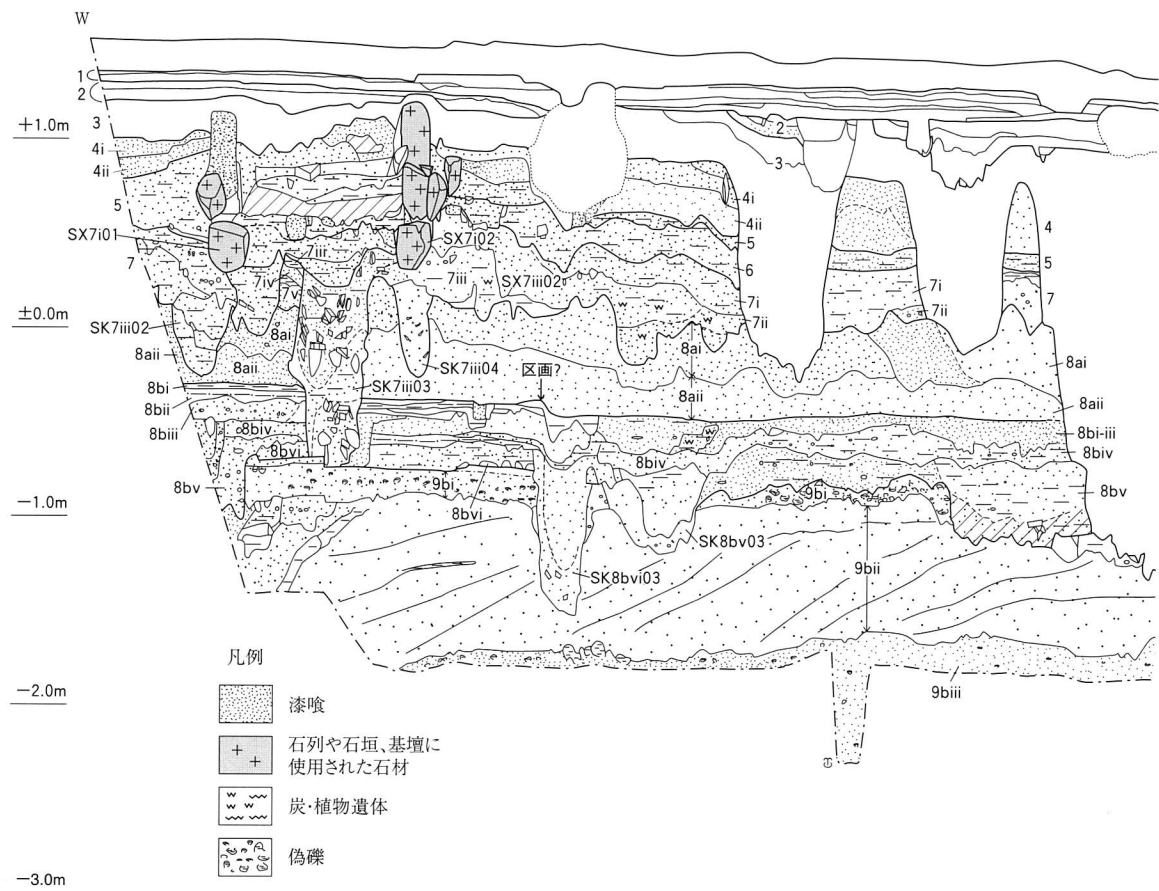 W
1
2
+1.0m
3
4i
4ii
5
SX7i01
7
±0.0m
SK7iii02
8aii
8bi
8bii
8biii
8bv
−1.0m
−2.0m
−3.0m
7iii
7iv
7v
8ai
8aii
8biv
8bvi
SX7i02
7iii
SX7iii02
SK7iii04
SK7iii03
区画?
9bi
8bvi
SK8bvi03
SK8bv03
8biv
8ai
8aii
2
3
4i
4ii
5
6
7i
7ii
7i
7ii
4
5
7
8ai
8aii
8bi-iii
8biv
8bv
9bi
9bii
9biii
凡例
漆喰
石列や石垣、基壇に
使用された石材
炭・植物遺体
偽礫